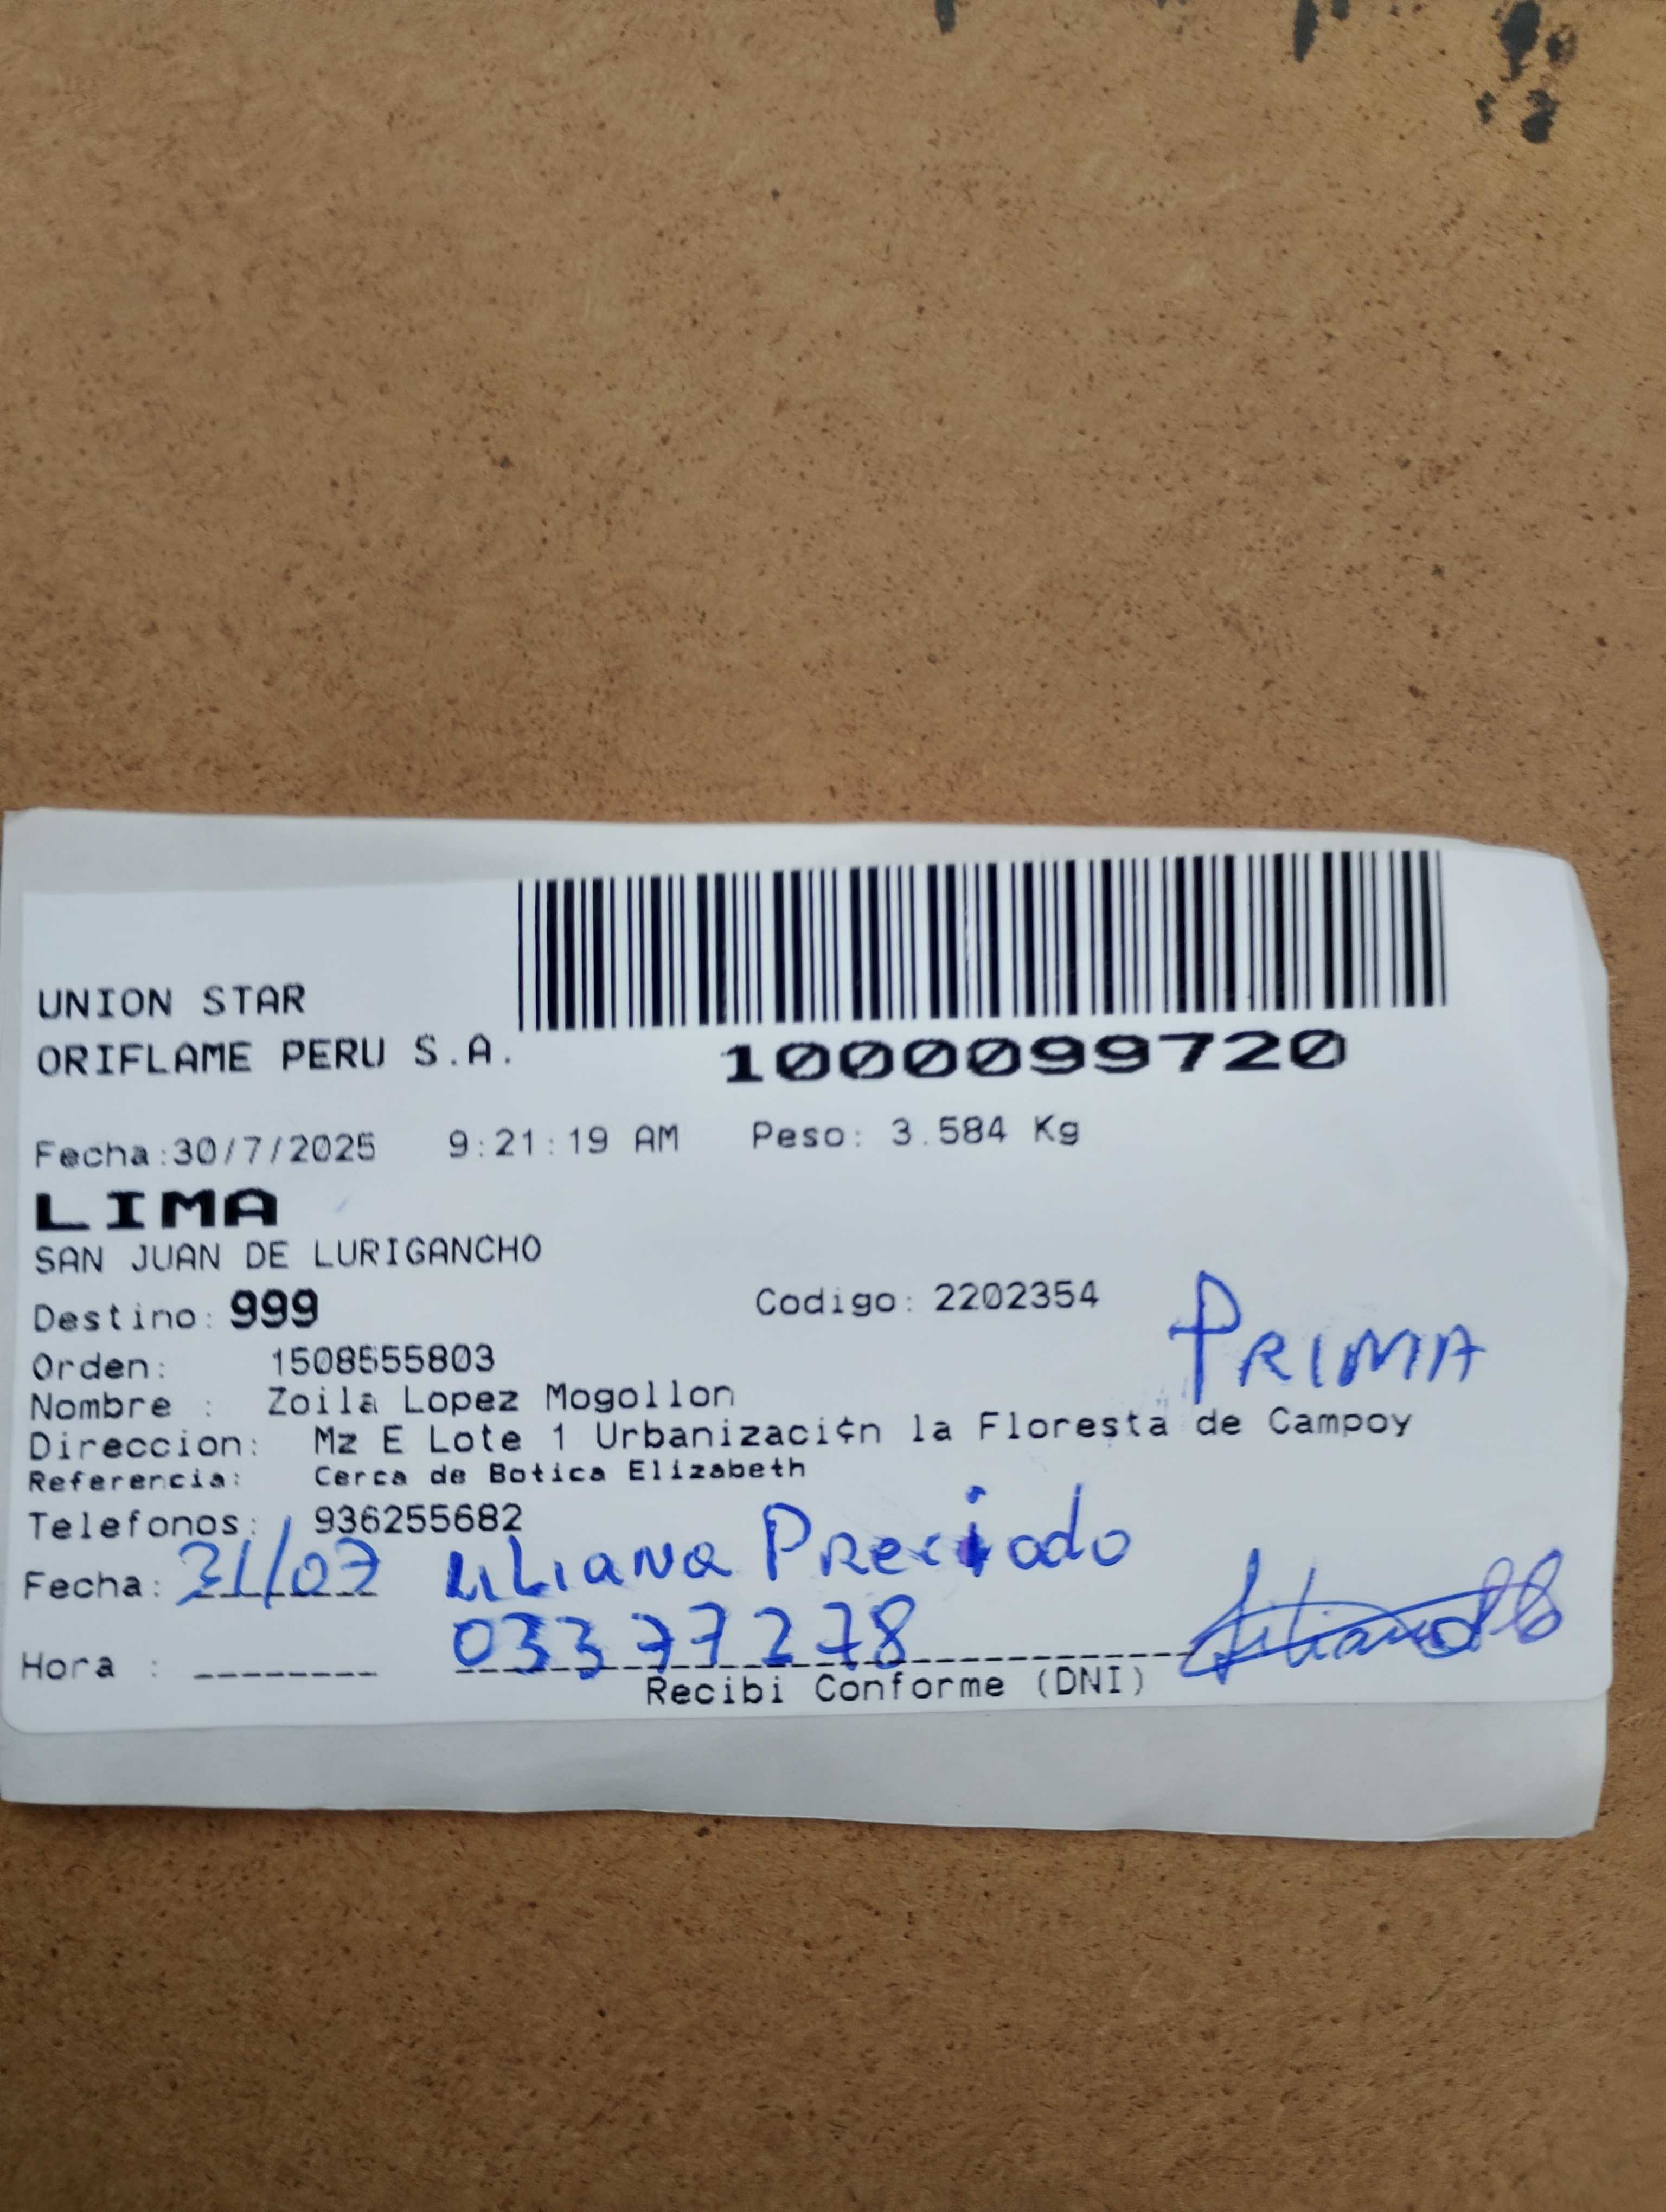 UNION STAR
ORIFLAME PERU S.A.
1000099720
Fecha:30/7/2025 9:21:19 AM Peso: 3.584 Kg
LIMA
SAN JUAN DE LURIGANCHO
Destino: 999 Codigo: 2202354
PRIMA
Orden: 1508555803
Nombre : Zoila Lopez Mogollon
Direccion: Mz E Lote 1 Urbanizaci¢n la Floresta de Campoy
Referencia: Cerca de Botica Elizabeth
Telefonos: 936255682
Fecha: 31/07 Liliana Preciado
Hora : 03377278
Recibi Conforme (DNI)